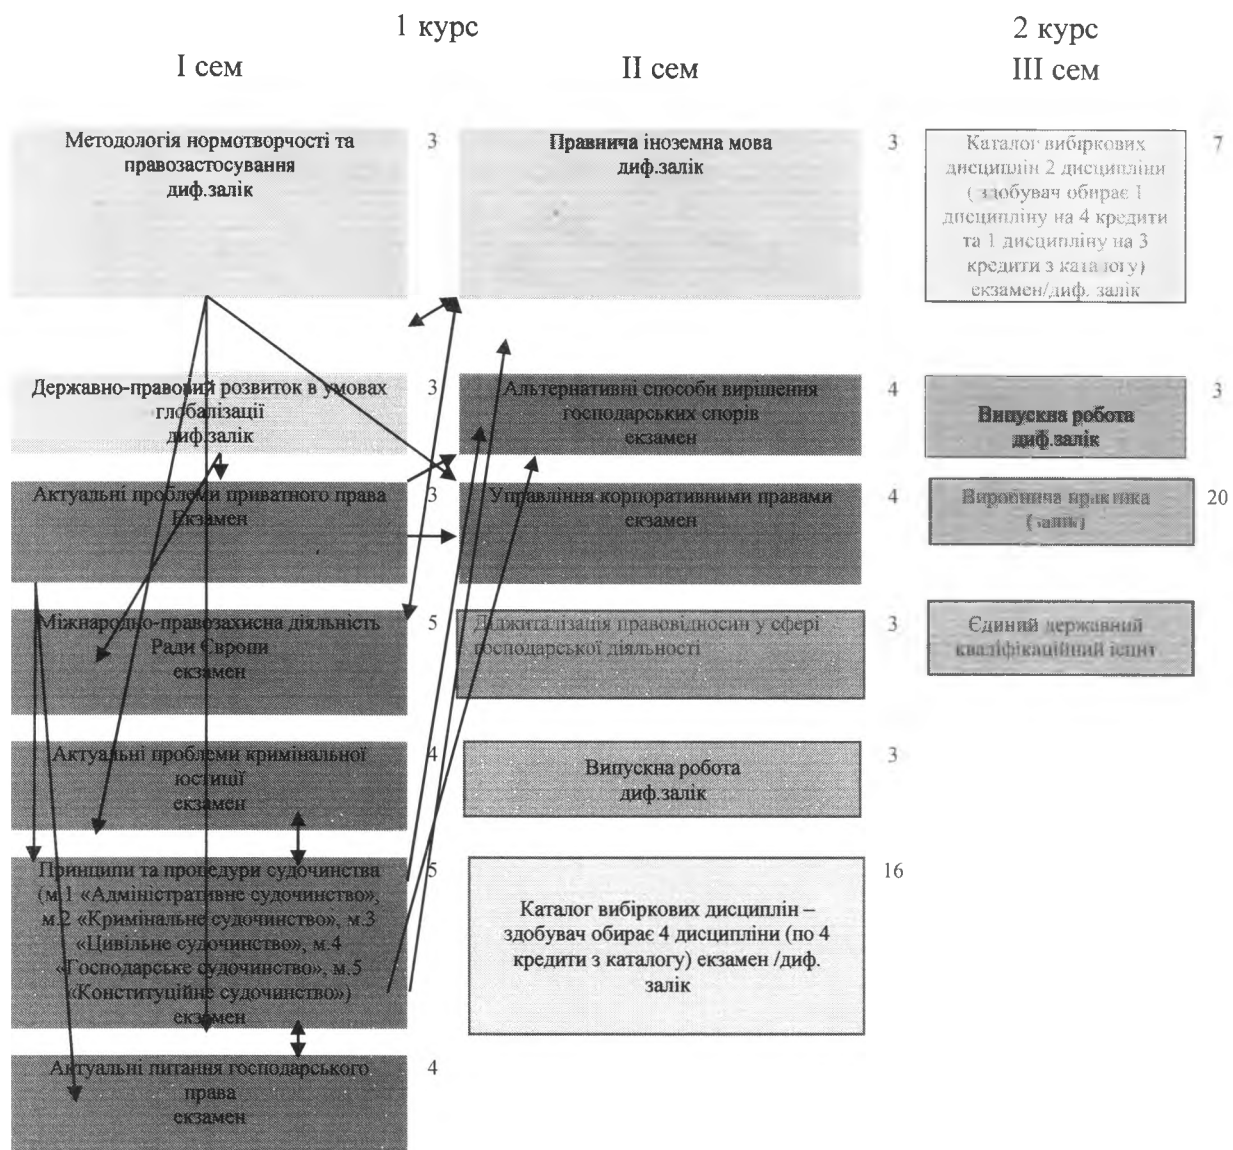 1 курс
2 курс
I сем
II сем
III сем
Методологія нормотворчості та
правозастосування
диф.залік
3
Правнича іноземна мова
диф.залік
3
Каталог вибіркових
дисциплін 2 дисципліни
( здобувач обирає 1
дисципліну на 4 кредити
та 1 дисципліну на 3
кредити з каталогу)
екзамен/диф. залік
7
Державно-правовий розвиток в умовах
глобалізації
диф.залік
3
Альтернативні способи вирішення
господарських спорів
екзамен
4
Випускна робота
диф.залік
3
Актуальні проблеми приватного права
Екзамен
3
Управління корпоративними правами
екзамен
4
Виробнича практика
(залік)
20
Міжнародно-правозахисна діяльність
Ради Європи
екзамен
5
Діджиталізація правовідносин у сфері
господарської діяльності
3
Єдиний державний
кваліфікаційний іспит
Актуальні проблеми кримінальної
юстиції
екзамен
4
Випускна робота
диф.залік
3
Принципи та процедури судочинства
(м.1 «Адміністративне судочинство»,
м.2 «Кримінальне судочинство», м.3
«Цивільне судочинство», м.4
«Господарське судочинство», м.5
«Конституційне судочинство»)
екзамен
5
Каталог вибіркових дисциплін –
здобувач обирає 4 дисципліни (по 4
кредити з каталогу) екзамен /диф.
залік
16
Актуальні питання господарського
права
екзамен
4